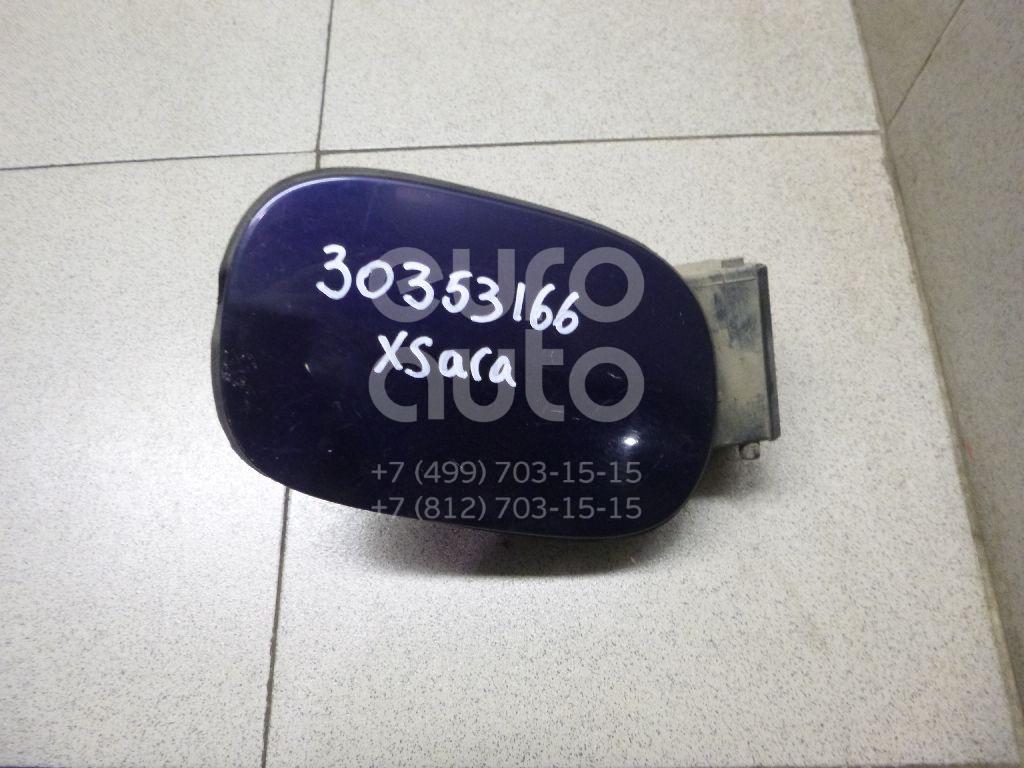 30353166
xsara
euro
auto
+7 (499) 703-15-15
+7 (812) 703-15-15